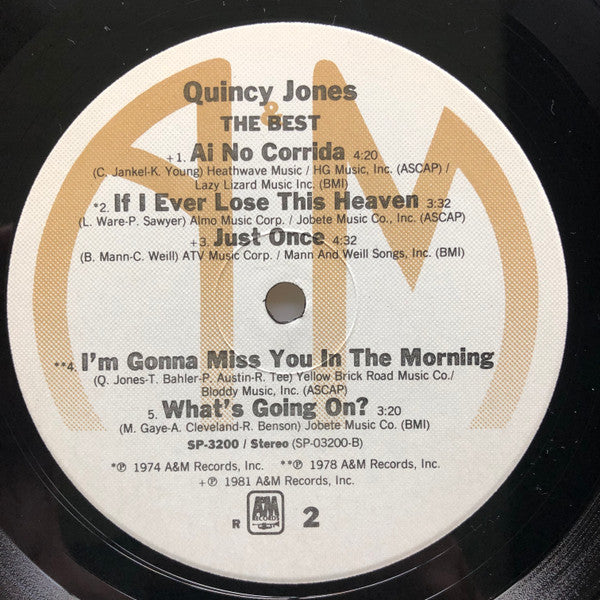 Quincy Jones
&
THE BEST
+1. Ai No Corrida 4:20
(C. Jankel-K. Young) Heathwave Music / HG Music, Inc. (ASCAP) /
Lazy Lizard Music Inc. (BMI)
*2. If I Ever Lose This Heaven 3:32
(L. Ware-P. Sawyer) Almo Music Corp. / Jobete Music Co., Inc. (ASCAP)
+3. Just Once 4:32
(B. Mann-C. Weill) ATV Music Corp. / Mann And Weill Songs, Inc. (BMI)
**4. I'm Gonna Miss You In The Morning
(Q. Jones-T. Bahler-P. Austin-R. Tee) Yellow Brick Road Music Co./
Bloddy Music, Inc. (ASCAP)
5. What's Going On? 3:20
(M. Gaye-A. Cleveland-R. Benson) Jobete Music Co. (BMI)
SP-3200 / Stereo (SP-03200-B)
*℗ 1974 A&M Records, Inc. **℗ 1978 A&M Records, Inc.
+℗ 1981 A&M Records, Inc.
R A&M RECORDS 2